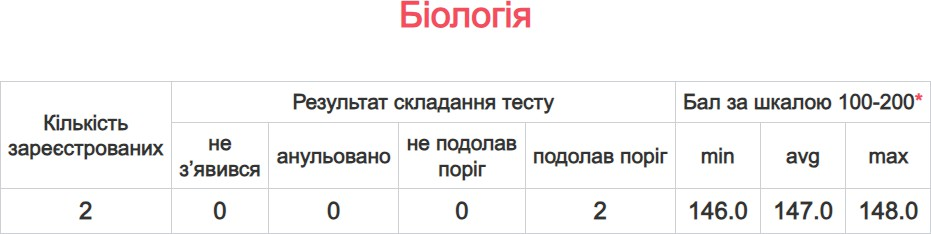 Біологія
Кількість
зареєстрованих
Результат складання тесту
Бал за шкалою 100-200*
не
з’явився
анульовано
не подолав
поріг
подолав поріг
min
avg
max
2
0
0
0
2
146.0
147.0
148.0